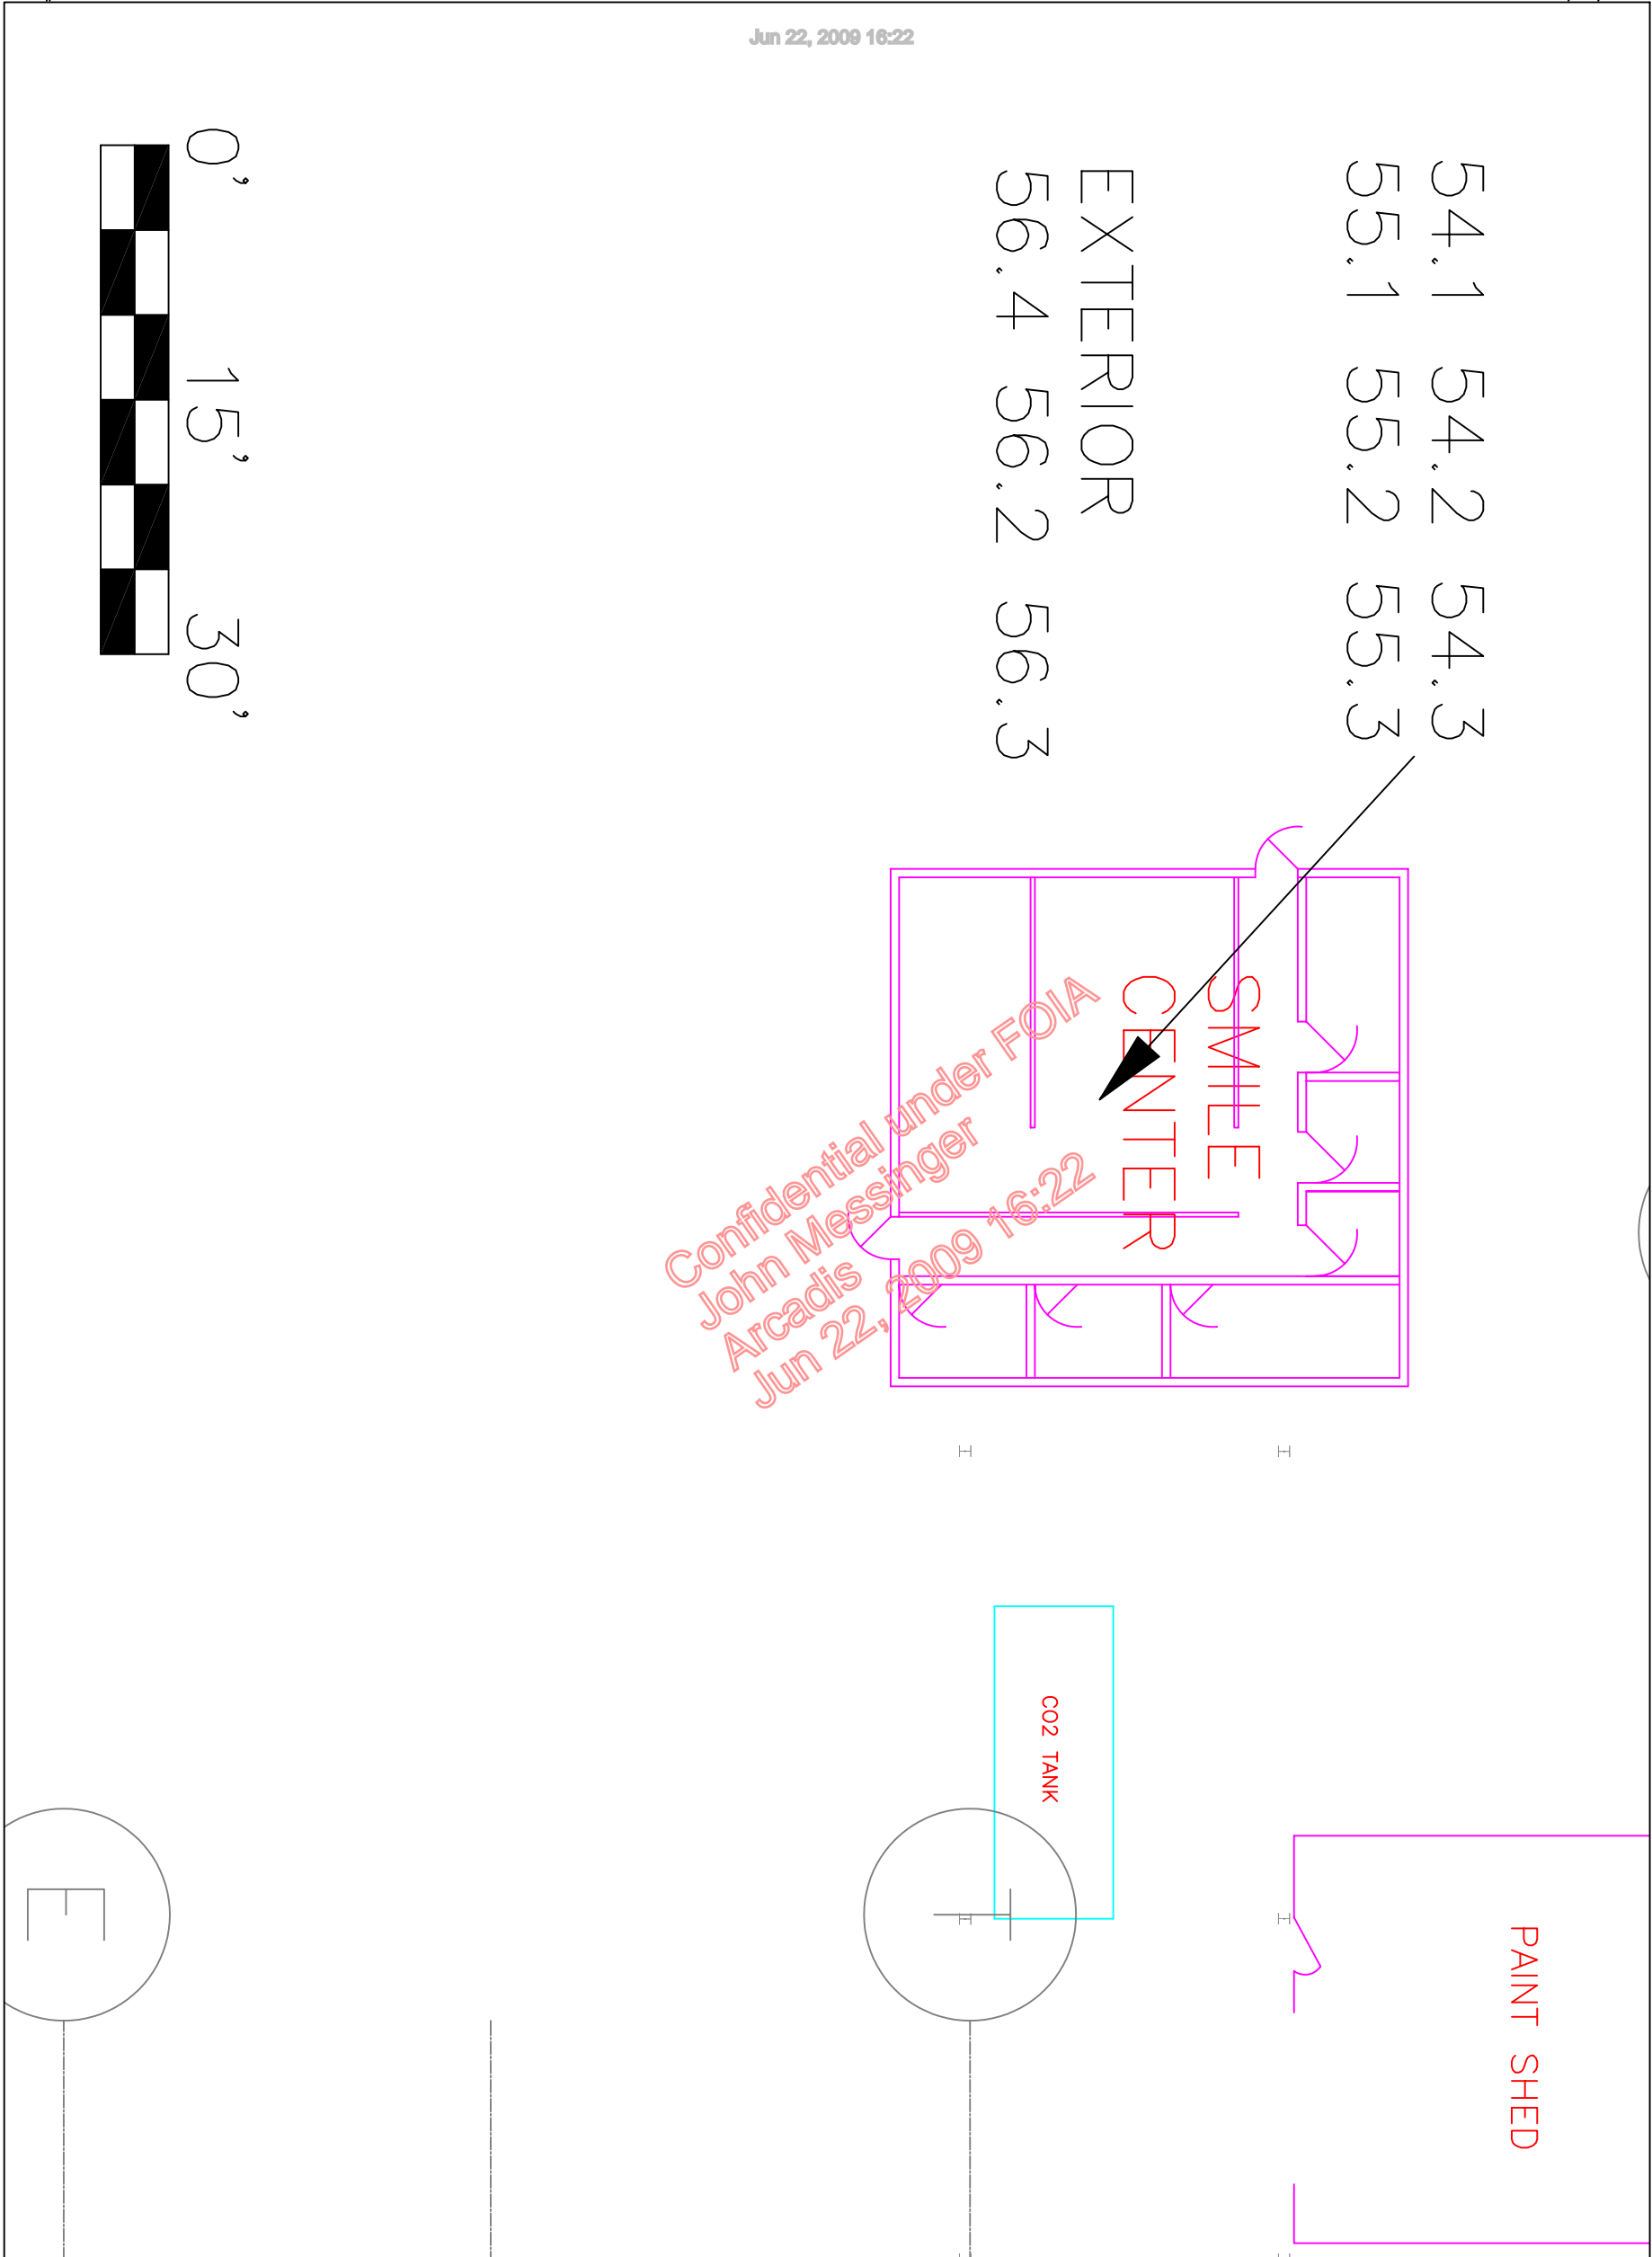 Jun 22, 2009 16:22
54.1 54.2 54.3
55.1 55.2 55.3
EXTERIOR
56.4 56.2 56.3
0' 15' 30'
SMILE
CENTER
Confidential under FOIA
John Messinger
Arcadis
Jun 22, 2009 16:22
CO2 TANK
PAINT SHED
T
E